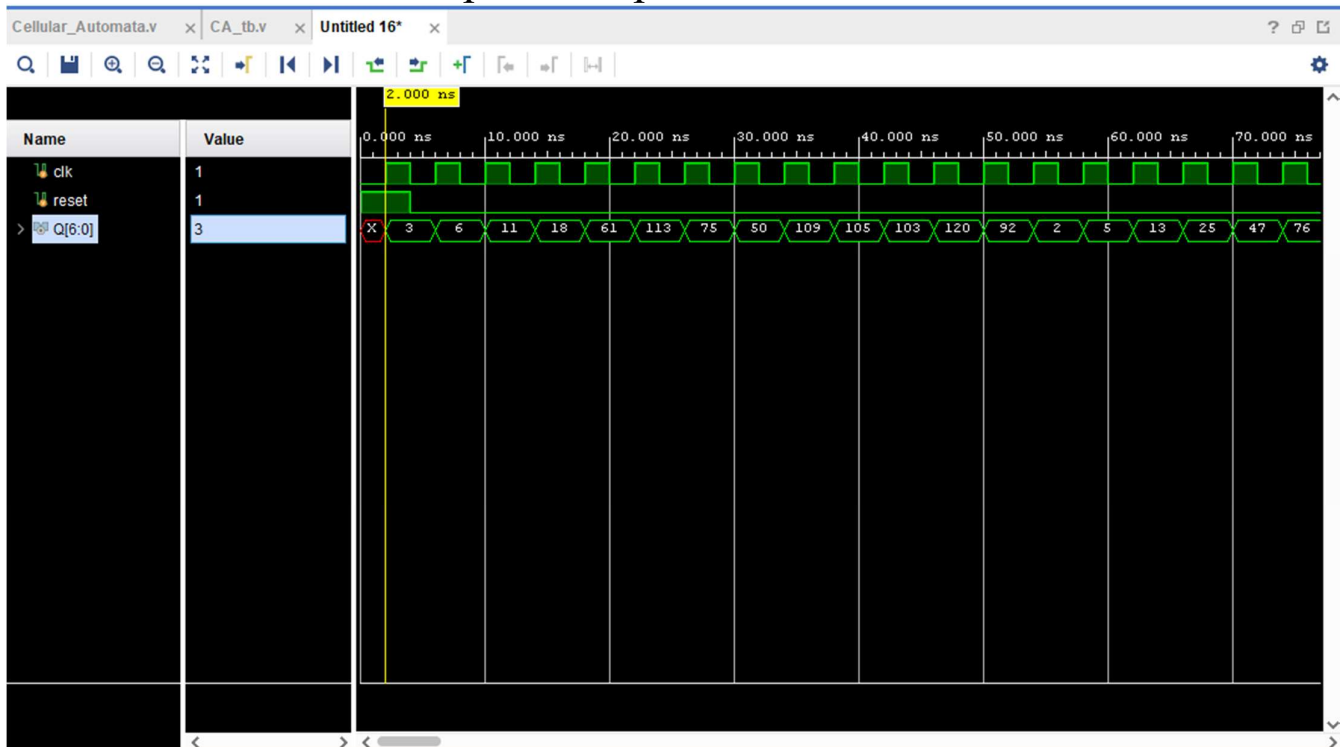 Cellular_Automata.v × CA_tb.v × Untitled 16* ×
2.000 ns
Name Value
0.000 ns 10.000 ns 20.000 ns 30.000 ns 40.000 ns 50.000 ns 60.000 ns 70.000 ns
clk 1
reset 1
Q[6:0] 3 X 3 6 11 18 61 113 75 50 109 105 103 120 92 2 5 13 25 47 76